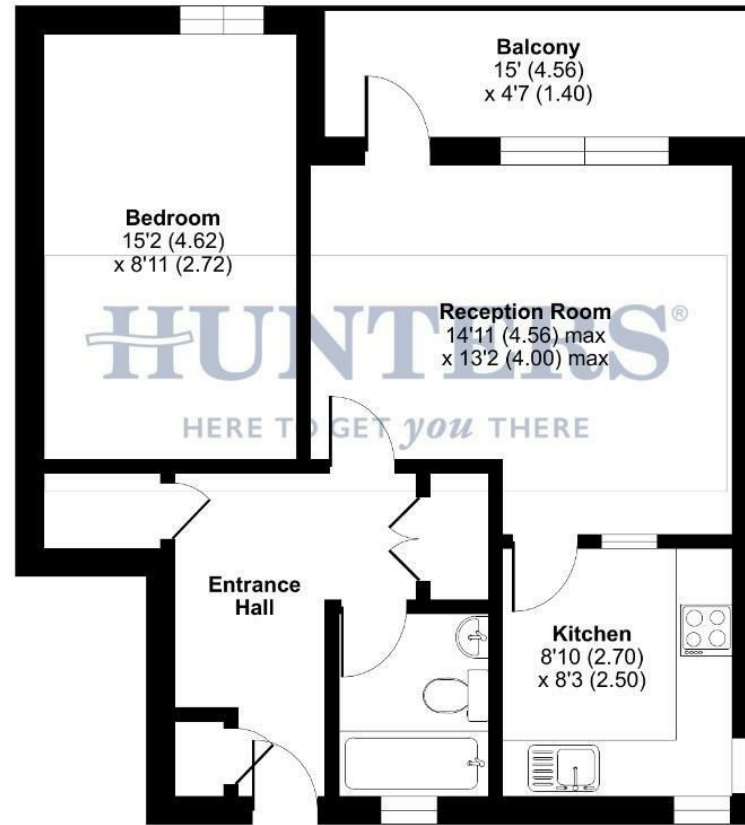 Balcony
15' (4.56)
x 4'7 (1.40)
Bedroom
15'2 (4.62)
x 8'11 (2.72)
Reception Room
14'11 (4.56) max
x 13'2 (4.00) max
HUNTERS®
HERE TO GET you THERE
Entrance
Hall
Kitchen
8'10 (2.70)
x 8'3 (2.50)